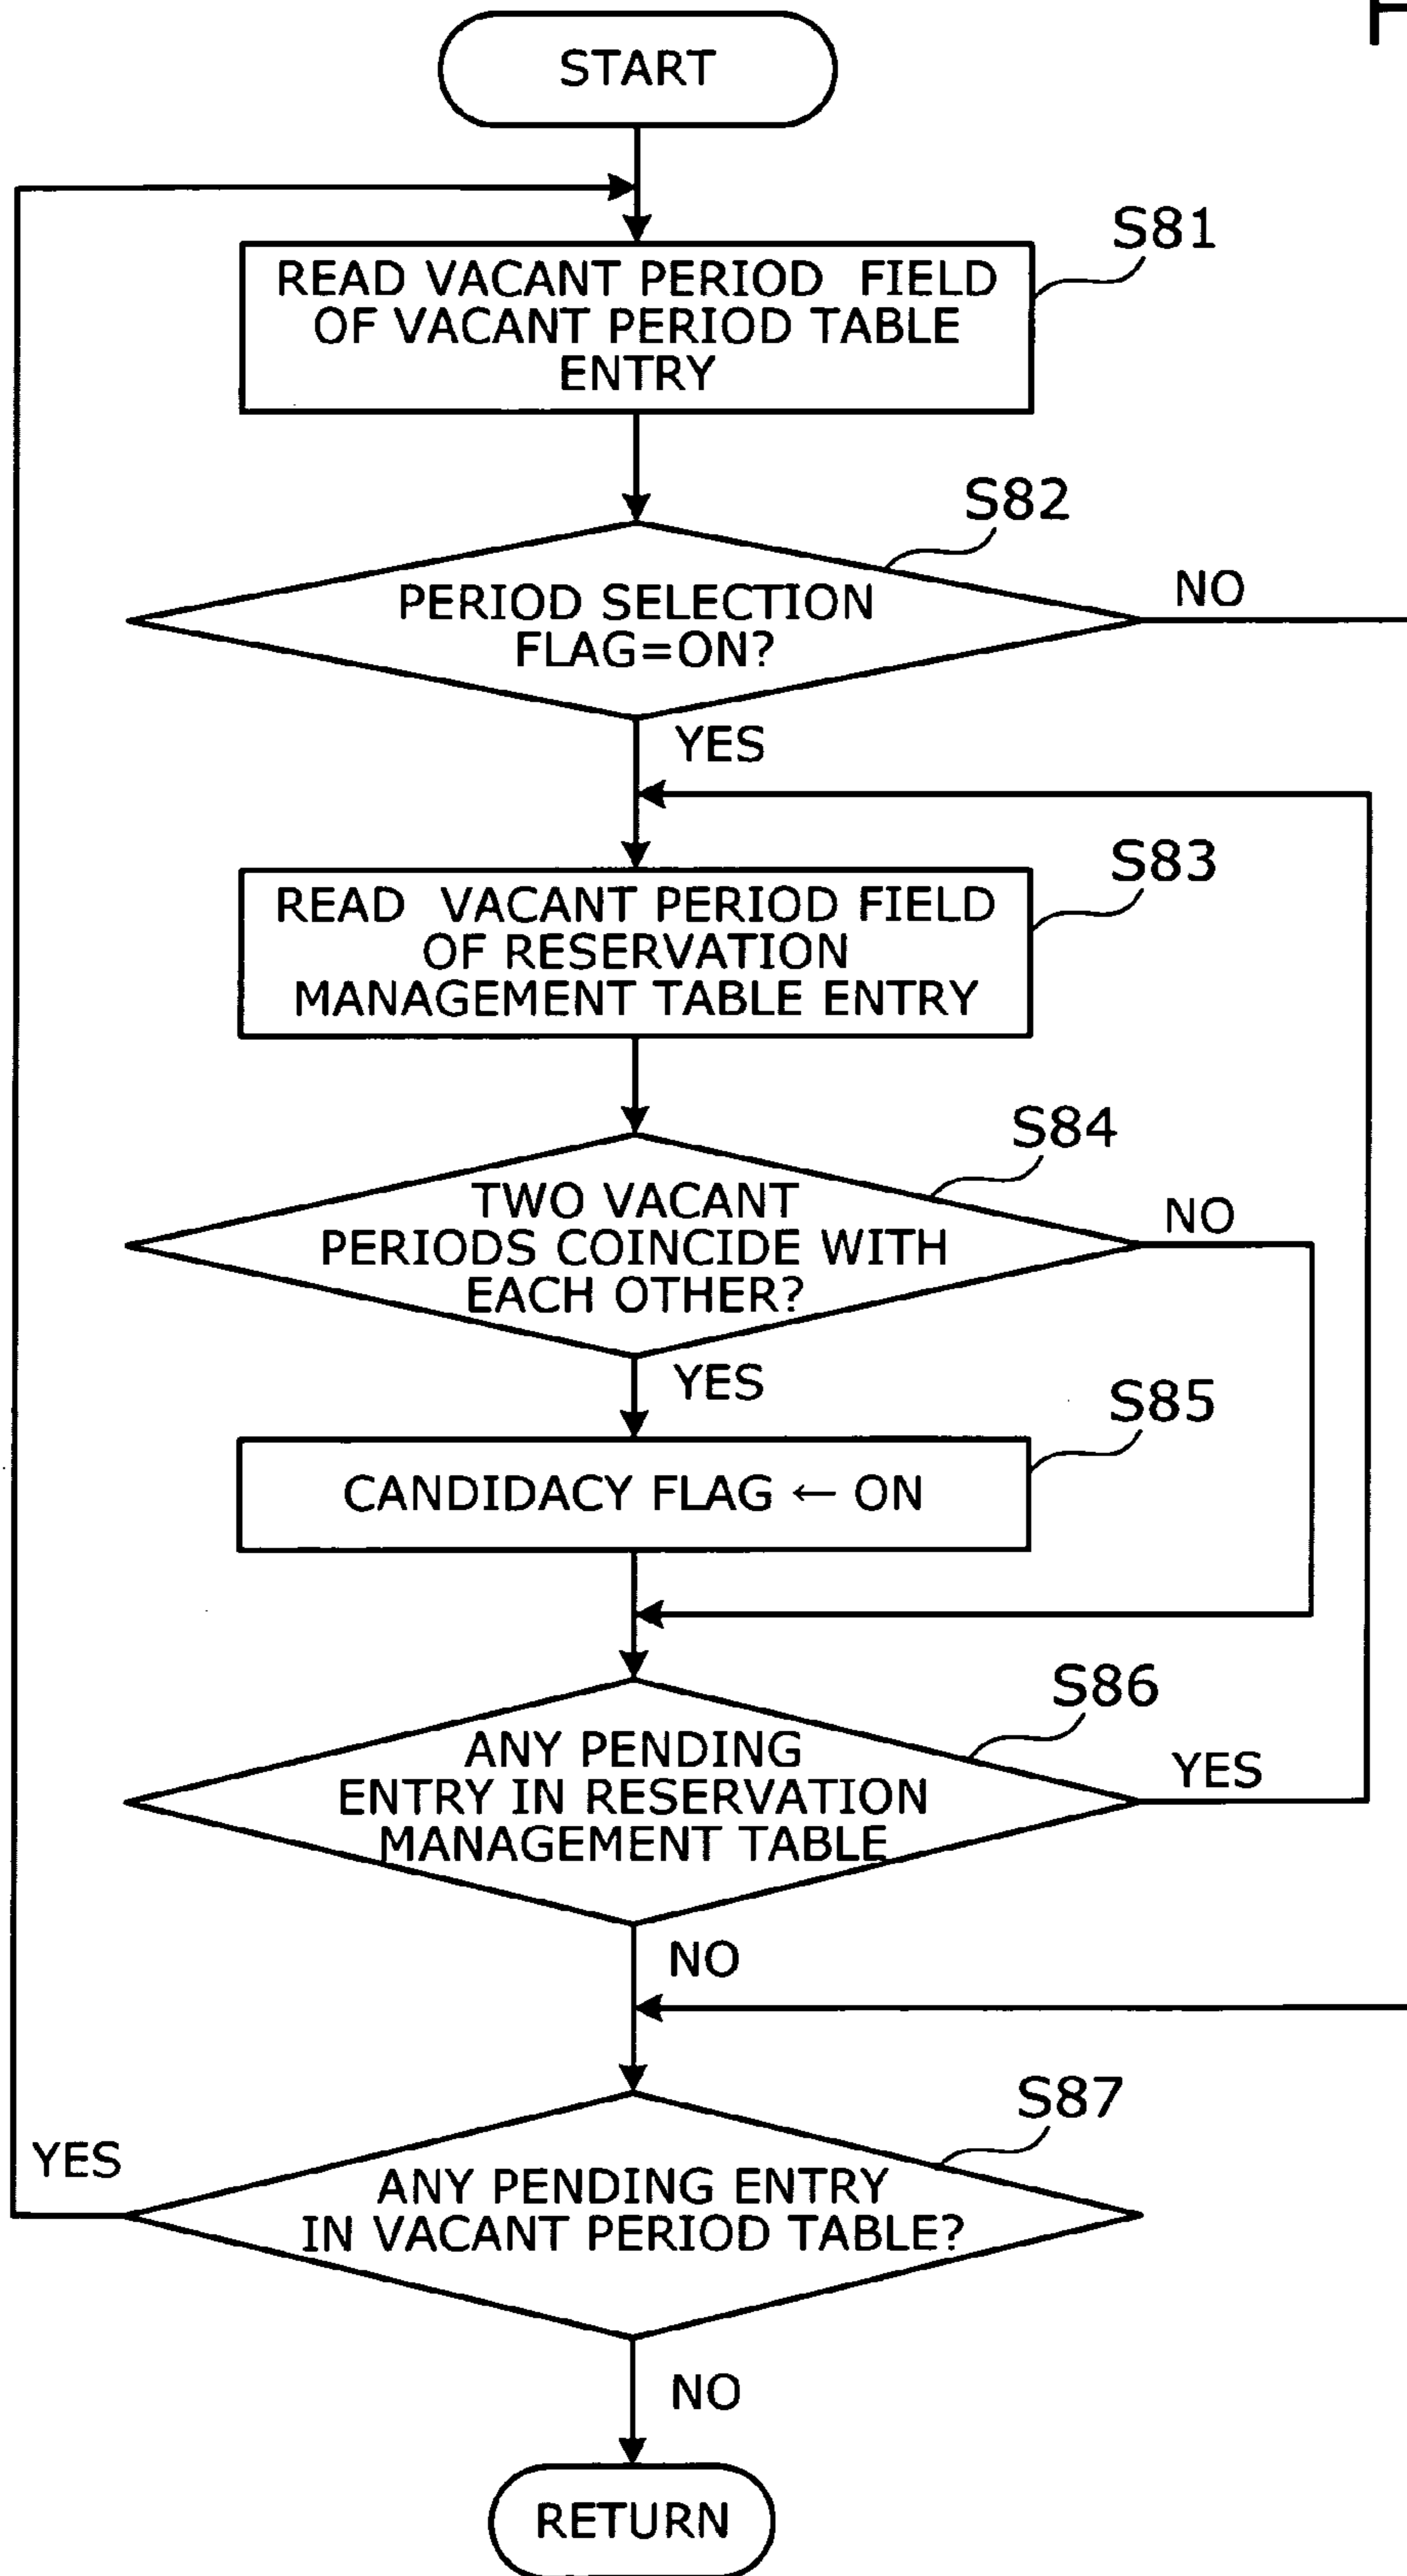 START
S81
READ VACANT PERIOD FIELD
OF VACANT PERIOD TABLE
ENTRY
S82
PERIOD SELECTION
FLAG=ON?
NO
YES
S83
READ VACANT PERIOD FIELD
OF RESERVATION
MANAGEMENT TABLE ENTRY
S84
TWO VACANT
PERIODS COINCIDE WITH
EACH OTHER?
NO
YES
S85
CANDIDACY FLAG ← ON
S86
ANY PENDING
ENTRY IN RESERVATION
MANAGEMENT TABLE
YES
NO
S87
ANY PENDING ENTRY
IN VACANT PERIOD TABLE?
YES
NO
RETURN